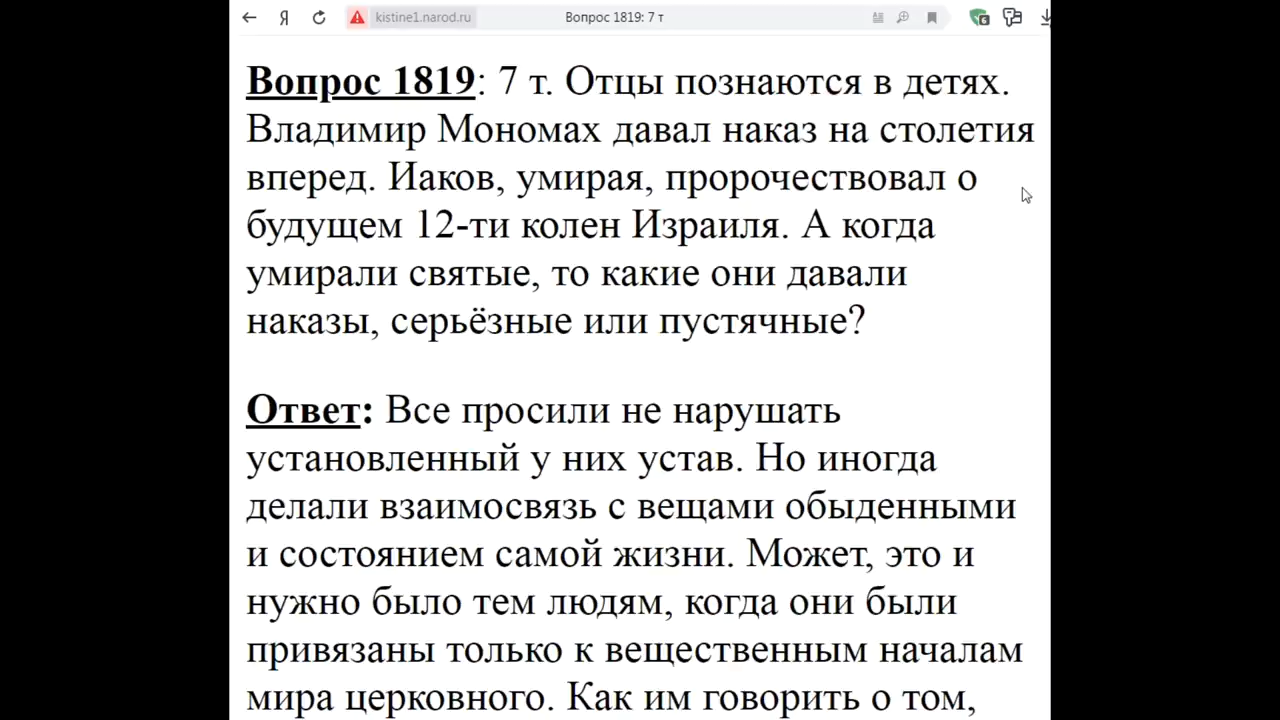 Я kistine1.narod.ru Вопрос 1819: 7 т 6
Вопрос 1819: 7 т. Отцы познаются в детях.
Владимир Мономах давал наказ на столетия
вперед. Иаков, умирая, пророчествовал о
будущем 12-ти колен Израиля. А когда
умирали святые, то какие они давали
наказы, серьёзные или пустячные?
Ответ: Все просили не нарушать
установленный у них устав. Но иногда
делали взаимосвязь с вещами обыденными
и состоянием самой жизни. Может, это и
нужно было тем людям, когда они были
привязаны только к вещественным началам
мира церковного. Как им говорить о том,